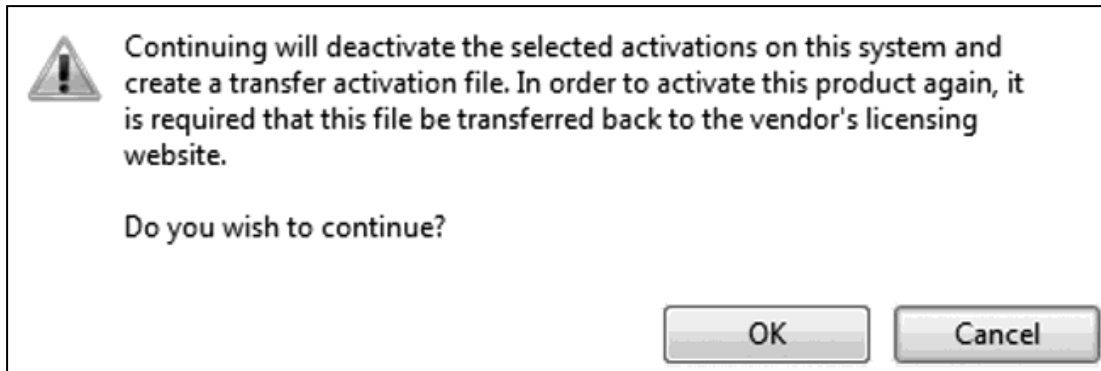 Continuing will deactivate the selected activations on this system and
create a transfer activation file. In order to activate this product again, it
is required that this file be transferred back to the vendor's licensing
website.
Do you wish to continue?
OK
Cancel